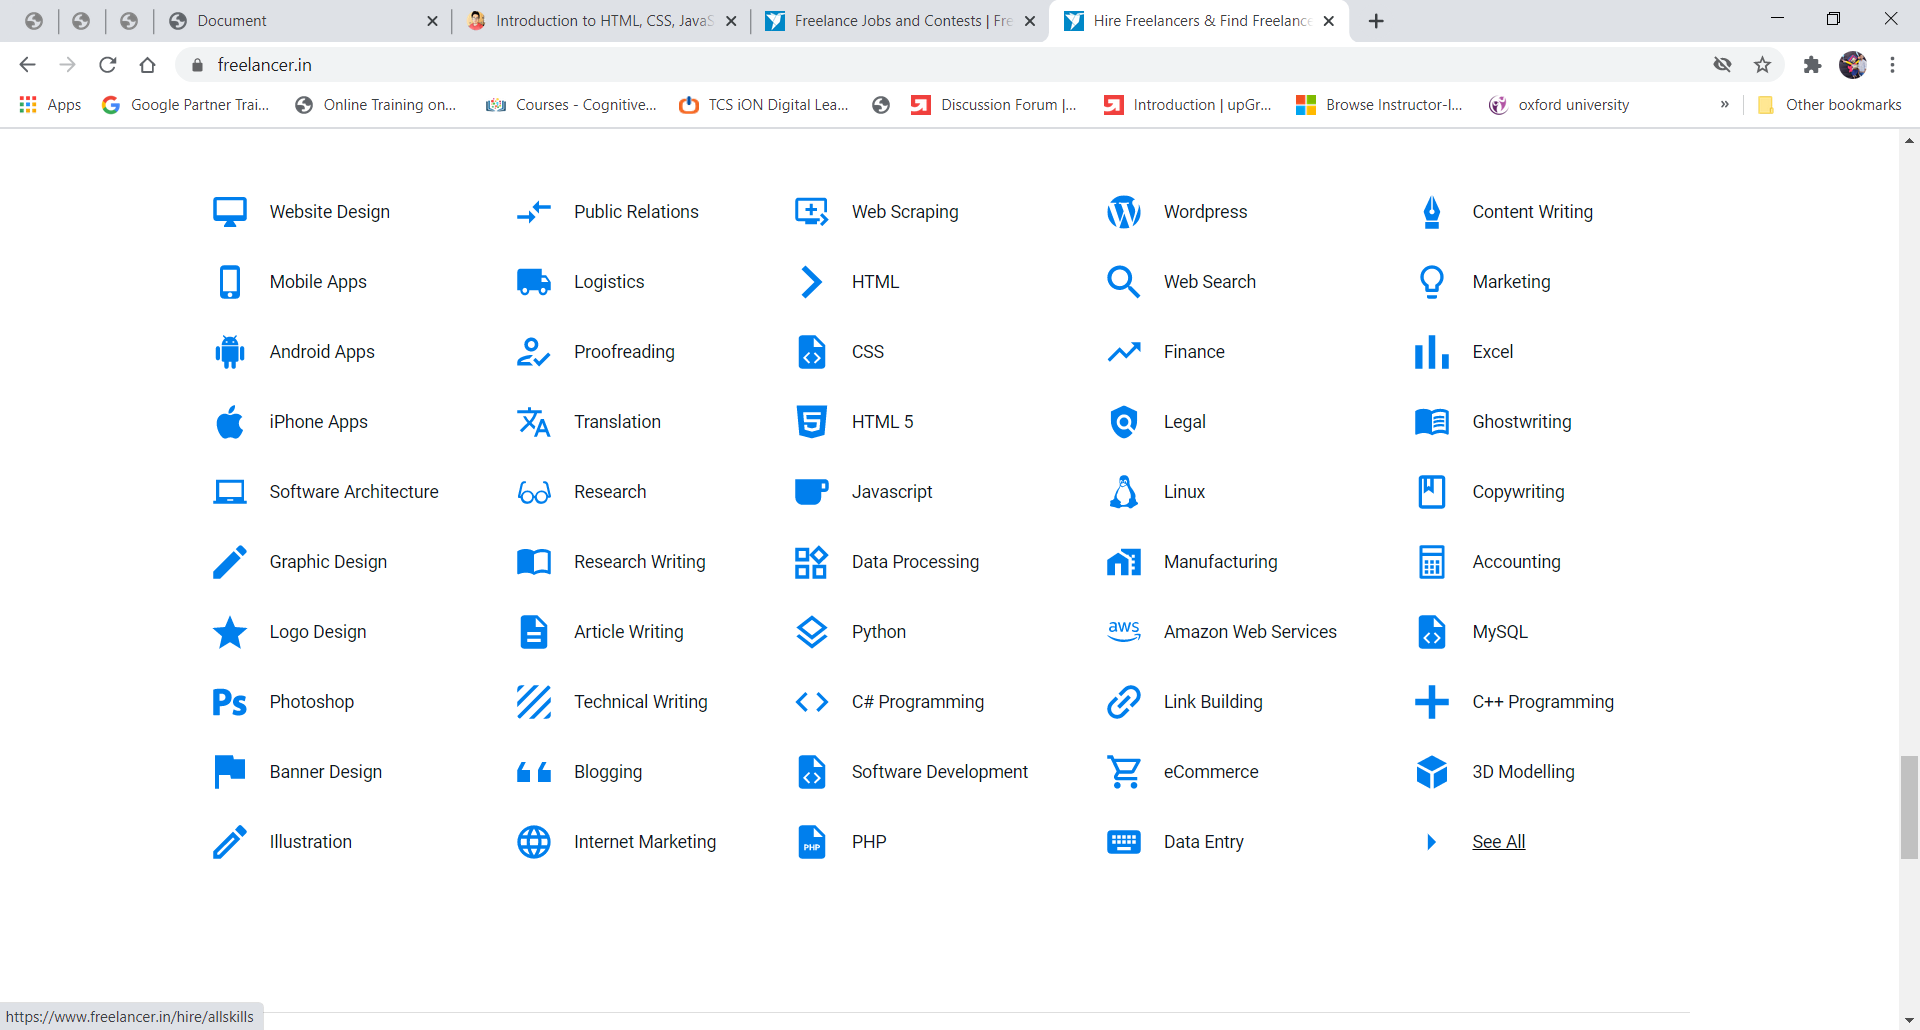 Document
Introduction to HTML, CSS, JavaS
Freelance Jobs and Contests | Fre
Hire Freelancers & Find Freelance
freelancer.in
Apps
Google Partner Trai...
Online Training on...
Courses - Cognitive...
TCS iON Digital Lea...
Discussion Forum |...
Introduction | upGr...
Browse Instructor-I...
oxford university
»
Other bookmarks
Website Design
Public Relations
Web Scraping
Wordpress
Content Writing
Mobile Apps
Logistics
HTML
Web Search
Marketing
Android Apps
Proofreading
CSS
Finance
Excel
iPhone Apps
Translation
HTML 5
Legal
Ghostwriting
Software Architecture
Research
Javascript
Linux
Copywriting
Graphic Design
Research Writing
Data Processing
Manufacturing
Accounting
Logo Design
Article Writing
Python
aws
Amazon Web Services
MySQL
Ps
Photoshop
Technical Writing
C# Programming
Link Building
C++ Programming
Banner Design
Blogging
Software Development
eCommerce
3D Modelling
Illustration
Internet Marketing
PHP
PHP
Data Entry
See All
https://www.freelancer.in/hire/allskills